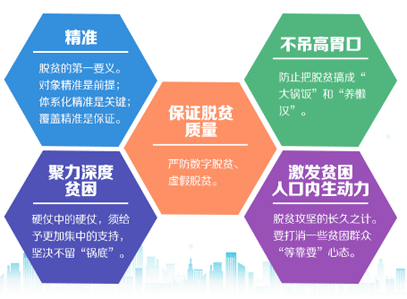 精准
脱贫的第一要义。
对象精准是前提；
体系化精准是关键；
覆盖精准是保证。
不吊高胃口
防止把脱贫搞成“
大锅饭”和“养懒
汉”。
保证脱贫
质量
严防数字脱贫、
虚假脱贫。
聚力深度
贫困
硬仗中的硬仗，须给
予更加集中的支持，
坚决不留“锅底”。
激发贫困
人口内生动力
脱贫攻坚的长久之计。
要打消一些贫困群众
“等靠要”心态。